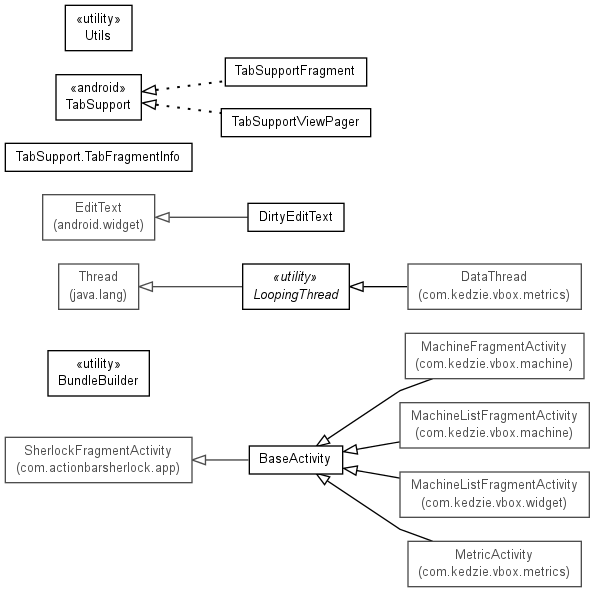 «utility»
Utils
«android»
TabSupport
TabSupportFragment
TabSupportViewPager
TabSupport.TabFragmentInfo
EditText
(android.widget)
DirtyEditText
Thread
(java.lang)
«utility»
LoopingThread
DataThread
(com.kedzie.vbox.metrics)
MachineFragmentActivity
(com.kedzie.vbox.machine)
«utility»
BundleBuilder
MachineListFragmentActivity
(com.kedzie.vbox.machine)
SherlockFragmentActivity
(com.actionbarsherlock.app)
BaseActivity
MachineListFragmentActivity
(com.kedzie.vbox.widget)
MetricActivity
(com.kedzie.vbox.metrics)